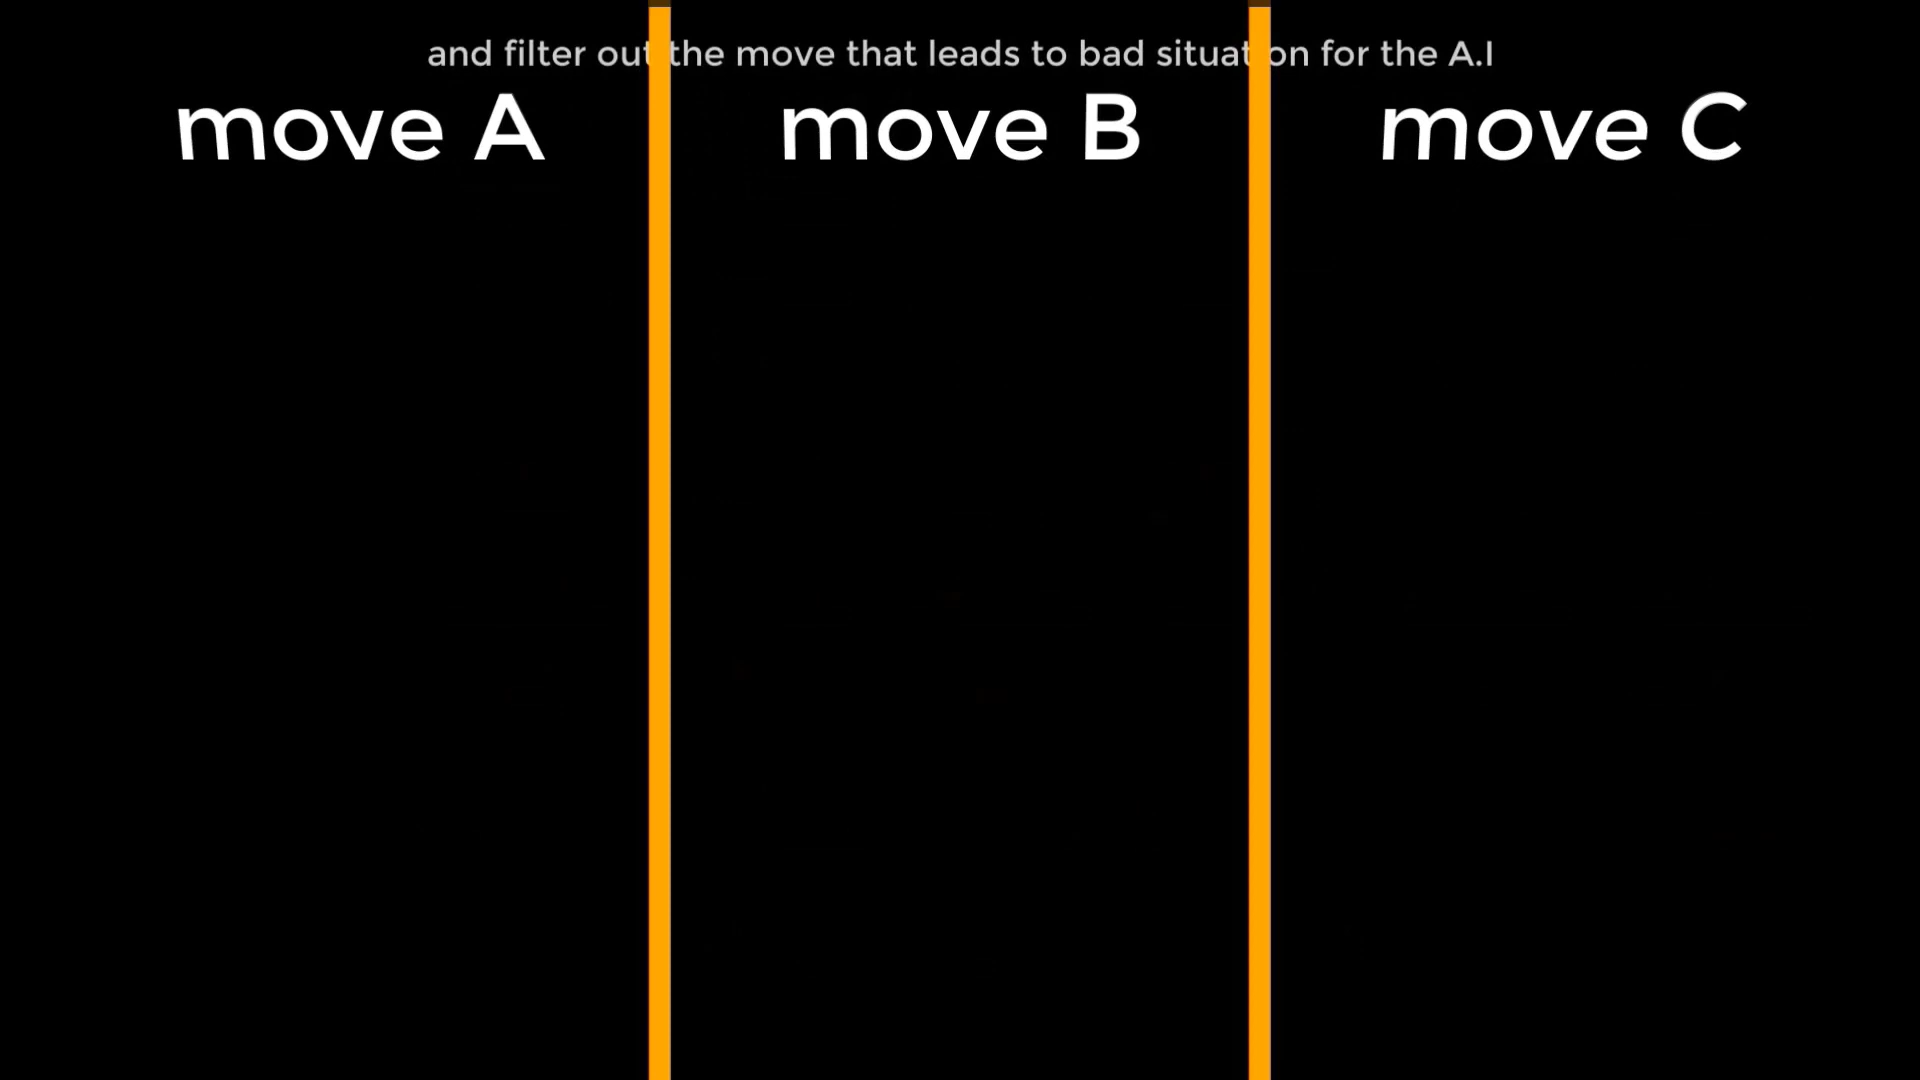 and filter out the move that leads to bad situation for the A.I
move A
move B
move C